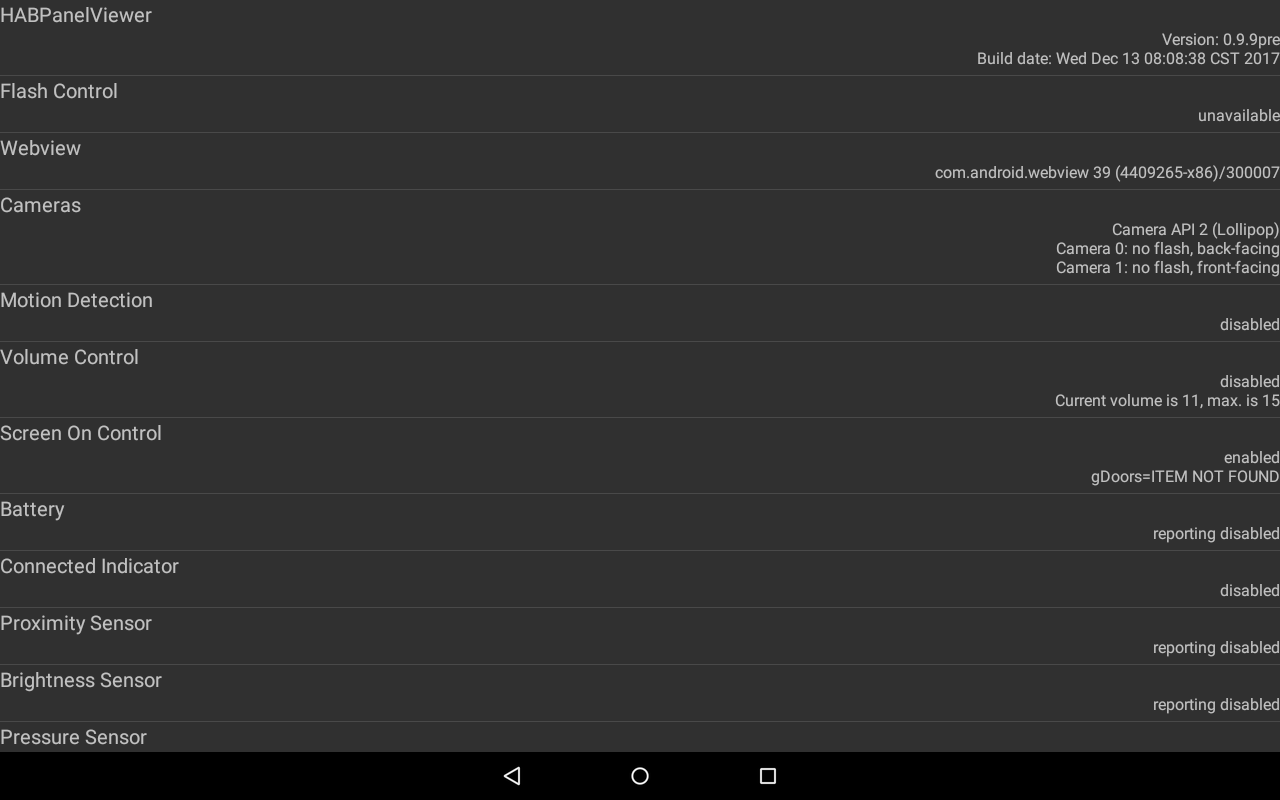 HABPanelViewer
Version: 0.9.9pre
Build date: Wed Dec 13 08:08:38 CST 2017
Flash Control
unavailable
Webview
com.android.webview 39 (4409265-x86)/300007
Cameras
Camera API 2 (Lollipop)
Camera 0: no flash, back-facing
Camera 1: no flash, front-facing
Motion Detection
disabled
Volume Control
disabled
Current volume is 11, max. is 15
Screen On Control
enabled
gDoors=ITEM NOT FOUND
Battery
reporting disabled
Connected Indicator
disabled
Proximity Sensor
reporting disabled
Brightness Sensor
reporting disabled
Pressure Sensor